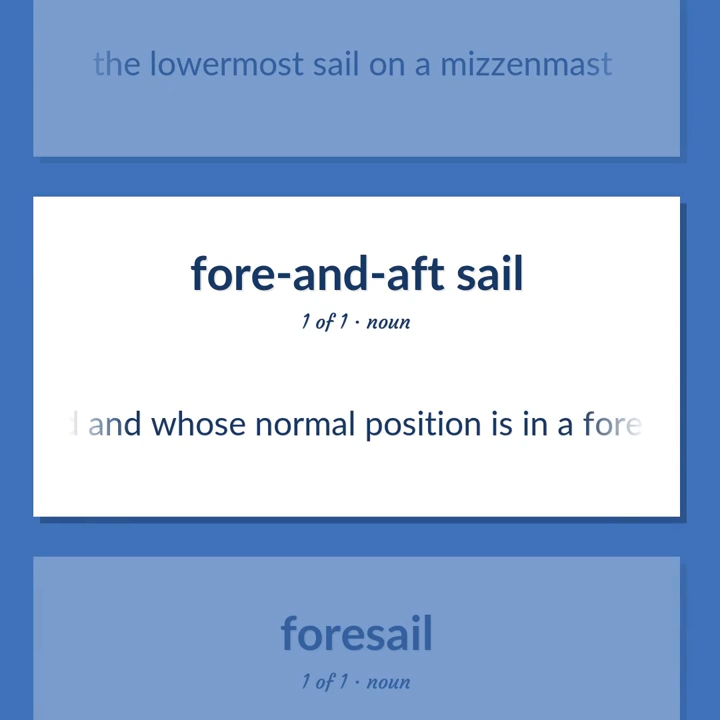 the lowermost sail on a mizzenmast
fore-and-aft sail
1 of 1 · noun
d and whose normal position is in a fore
foresail
1 of 1 · noun